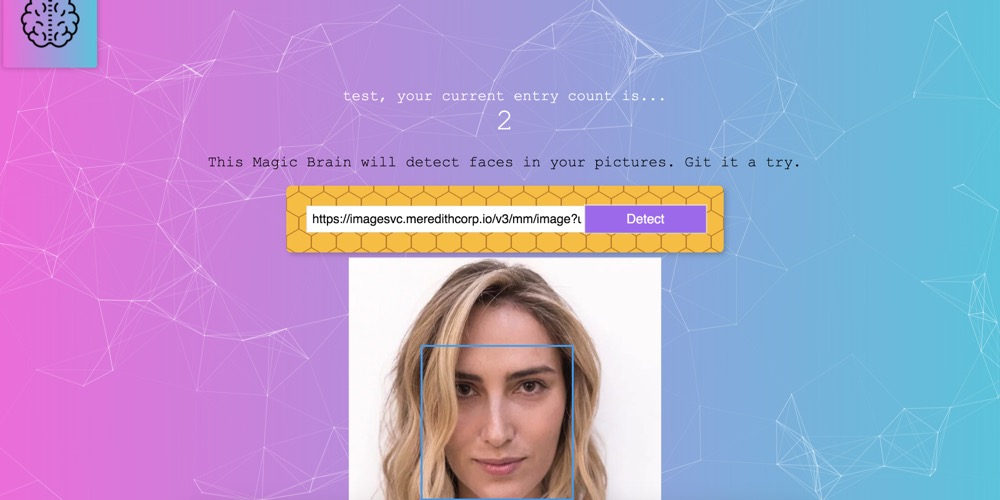 test, your current entry count is...
2
This Magic Brain will detect faces in your pictures. Git it a try.
https://imagesvc.meredithcorp.io/v3/mm/image?u Detect